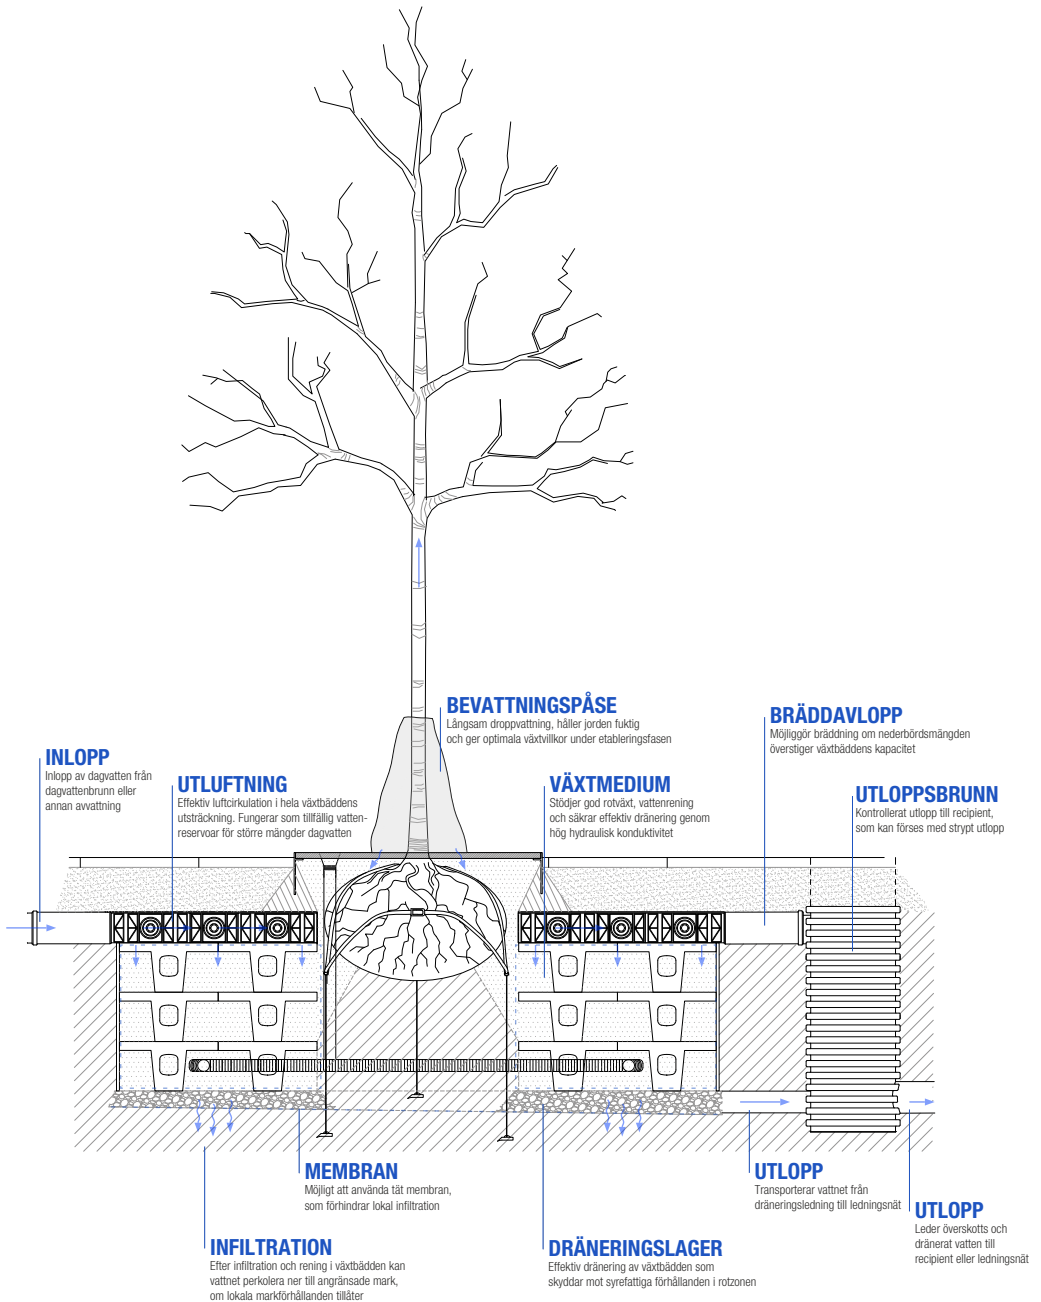 BEVATTNINGSPÅSE
Långsam droppvattning, håller jorden fuktig
och ger optimala växtvillkor under etableringsfasen
BRÄDDAVLOPP
Möjliggör bräddning om nederbördsmängden
överstiger växtbäddens kapacitet
INLOPP
Inlopp av dagvatten från
dagvattenbrunn eller
annan avvattning
UTLUFTNING
Effektiv luftcirkulation i hela växtbäddens
utsträckning. Fungerar som tillfällig vatten-
reservoar för större mängder dagvatten
VÄXTMEDIUM
Stödjer god rotväxt, vattenrening
och säkrar effektiv dränering genom
hög hydraulisk konduktivitet
UTLOPPSBRUNN
Kontrollerat utlopp till recipient,
som kan förses med strypt utlopp
MEMBRAN
Möjligt att använda tät membran,
som förhindrar lokal infiltration
UTLOPP
Transporterar vattnet från
dräneringsledning till ledningsnät
UTLOPP
Leder överskotts och
dränerat vatten till
recipient eller ledningsnät
INFILTRATION
Efter infiltration och rening i växtbädden kan
vattnet perkolera ner till angränsade mark,
om lokala markförhållanden tillåter
DRÄNERINGSLAGER
Effektiv dränering av växtbädden som
skyddar mot syrefattiga förhållanden i rotzonen